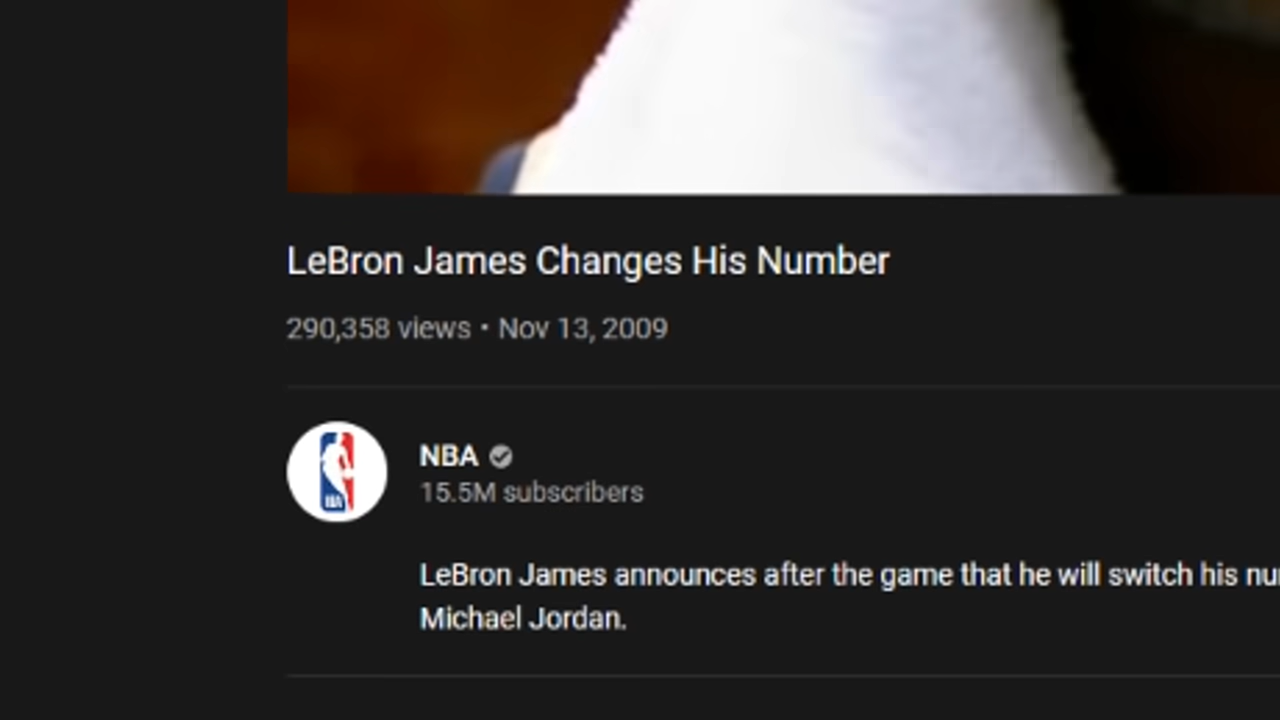 LeBron James Changes His Number
290,358 views • Nov 13, 2009
NBA
15.5M subscribers
LeBron James announces after the game that he will switch his
Michael Jordan.